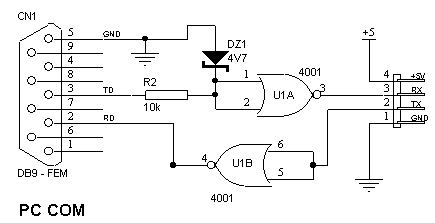 CN1
5 GND
9
4
8
3 TD
7
2 RD
6
1
DB9 - FEM
PC COM
DZ1
4V7
R2
10k
1
2
U1A
4001
3
4
U1B
6
5
4001
+5
4 +5V
3 RX
2 TX
1 GND